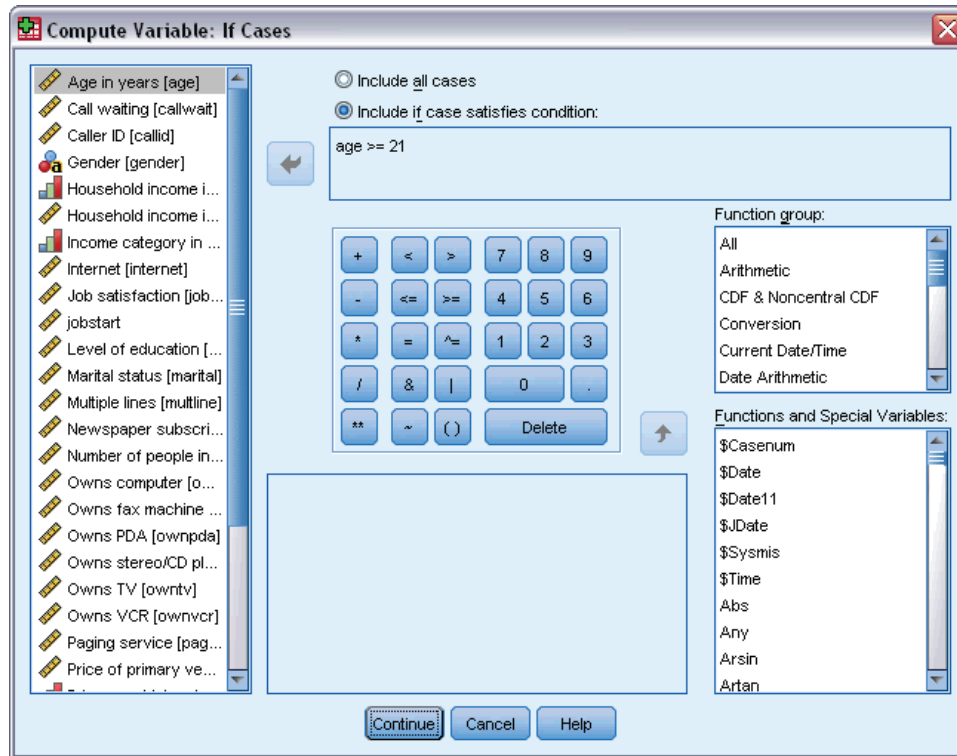 Compute Variable: If Cases
Age in years [age]
Call waiting [callwait]
Caller ID [callid]
Gender [gender]
Household income i...
Household income i...
Income category in ...
Internet [internet]
Job satisfaction [job...
jobstart
Level of education [...
Marital status [marital]
Multiple lines [multline]
Newspaper subscri...
Number of people in...
Owns computer [o...
Owns fax machine ...
Owns PDA [ownpda]
Owns stereo/CD pl...
Owns TV [owntv]
Owns VCR [ownvcr]
Paging service [pag...
Price of primary ve...
Include all cases
Include if case satisfies condition:
age >= 21
+ < > 7 8 9
- <= >= 4 5 6
* = ^= 1 2 3
/ & | 0 .
** ~ ( ) Delete
Function group:
All
Arithmetic
CDF & Noncentral CDF
Conversion
Current Date/Time
Date Arithmetic
Functions and Special Variables:
$Casenum
$Date
$Date11
$JDate
$Sysmis
$Time
Abs
Any
Arsin
Artan
Continue Cancel Help